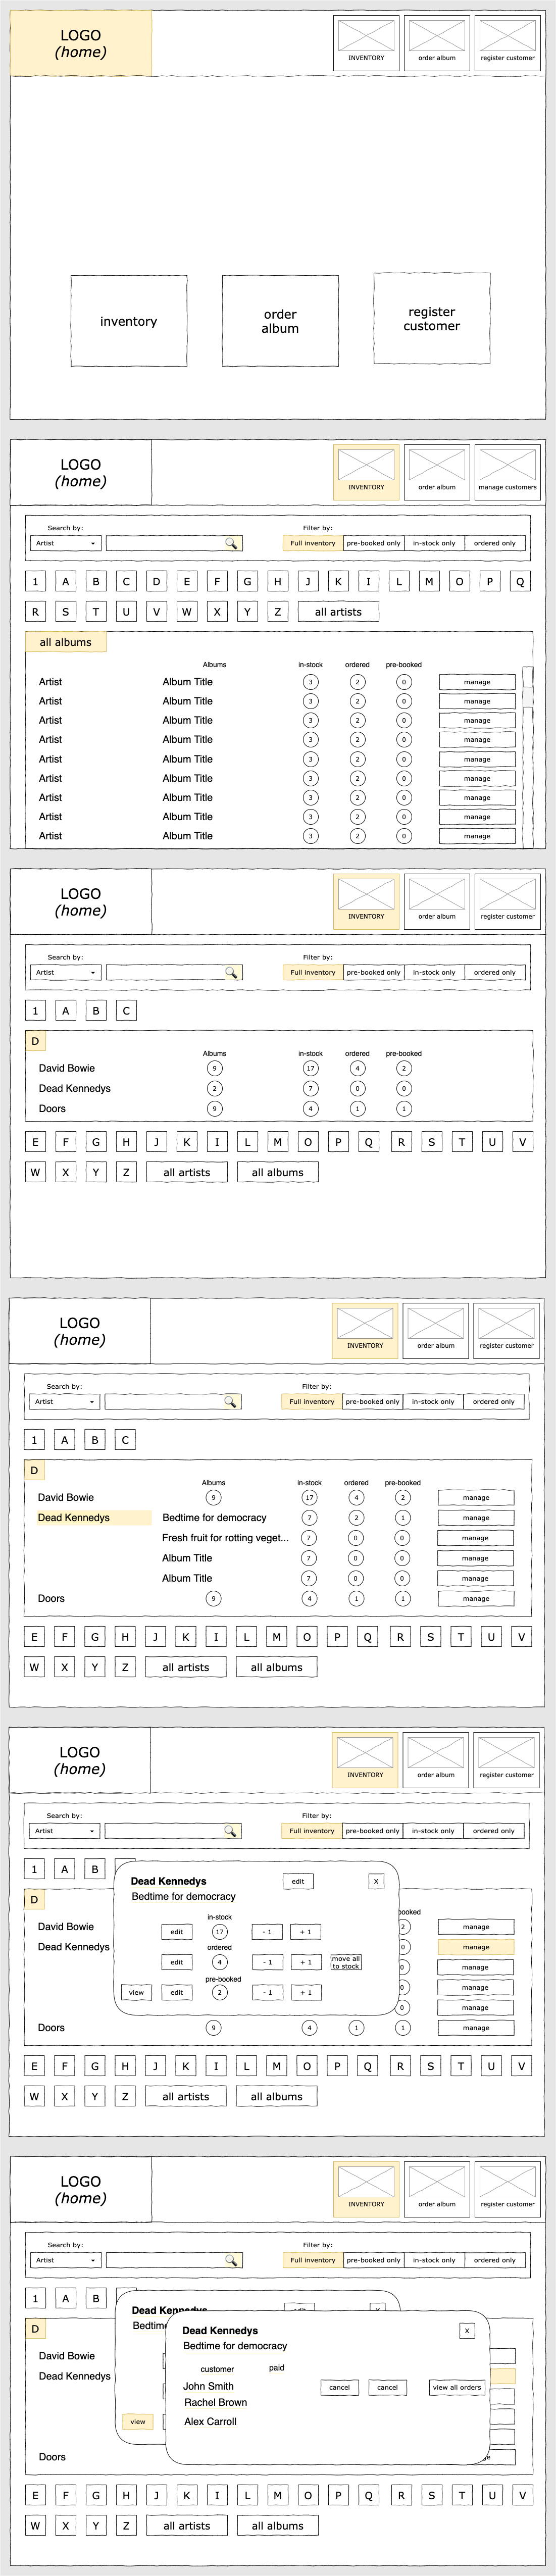 LOGO
(home)
INVENTORY
order album
register customer
inventory
order
album
register
customer
LOGO
(home)
INVENTORY
order album
manage customers
Search by:
Filter by:
Artist
Full inventory pre-booked only in-stock only ordered only
1 A B C D E F G H J K I L M O P Q
R S T U V W X Y Z all artists
all albums
Albums in-stock ordered pre-booked
Artist Album Title 3 2 0 manage
Artist Album Title 3 2 0 manage
Artist Album Title 3 2 0 manage
Artist Album Title 3 2 0 manage
Artist Album Title 3 2 0 manage
Artist Album Title 3 2 0 manage
Artist Album Title 3 2 0 manage
Artist Album Title 3 2 0 manage
Artist Album Title 3 2 0 manage
LOGO
(home)
INVENTORY
order album
register customer
Search by:
Filter by:
Artist
Full inventory pre-booked only in-stock only ordered only
1 A B C
D
Albums in-stock ordered pre-booked
David Bowie 9 17 4 2
Dead Kennedys 2 7 0 0
Doors 9 4 1 1
E F G H J K I L M O P Q R S T U V
W X Y Z all artists all albums
LOGO
(home)
INVENTORY
order album
register customer
Search by:
Filter by:
Artist
Full inventory pre-booked only in-stock only ordered only
1 A B C
D
Albums in-stock ordered pre-booked
David Bowie 9 17 4 2 manage
Dead Kennedys Bedtime for democracy 7 2 1 manage
Fresh fruit for rotting veget... 7 0 0 manage
Album Title 7 0 0 manage
Album Title 7 0 0 manage
Doors 9 4 1 1 manage
E F G H J K I L M O P Q R S T U V
W X Y Z all artists all albums
LOGO
(home)
INVENTORY
order album
register customer
Search by:
Filter by:
Artist
Full inventory pre-booked only in-stock only ordered only
1 A B
D
Dead Kennedys edit X
Bedtime for democracy
in-stock
edit 17 - 1 + 1
ordered
edit 4 - 1 + 1 move all
to stock
pre-booked
view edit 2 - 1 + 1
booked
David Bowie 2 manage
Dead Kennedys 0 manage
0 manage
0 manage
0 manage
Doors 9 4 1 1 manage
E F G H J K I L M O P Q R S T U V
W X Y Z all artists all albums
LOGO
(home)
INVENTORY
order album
register customer
Search by:
Filter by:
Artist
Full inventory pre-booked only in-stock only ordered only
1 A B
D
Dead Kennedys
Bedtim
view
Dead Kennedys X
Bedtime for democracy
customer paid
John Smith cancel cancel view all orders
Rachel Brown
Alex Carroll
David Bowie
Dead Kennedys
Doors
E F G H J K I L M O P Q R S T U V
W X Y Z all artists all albums